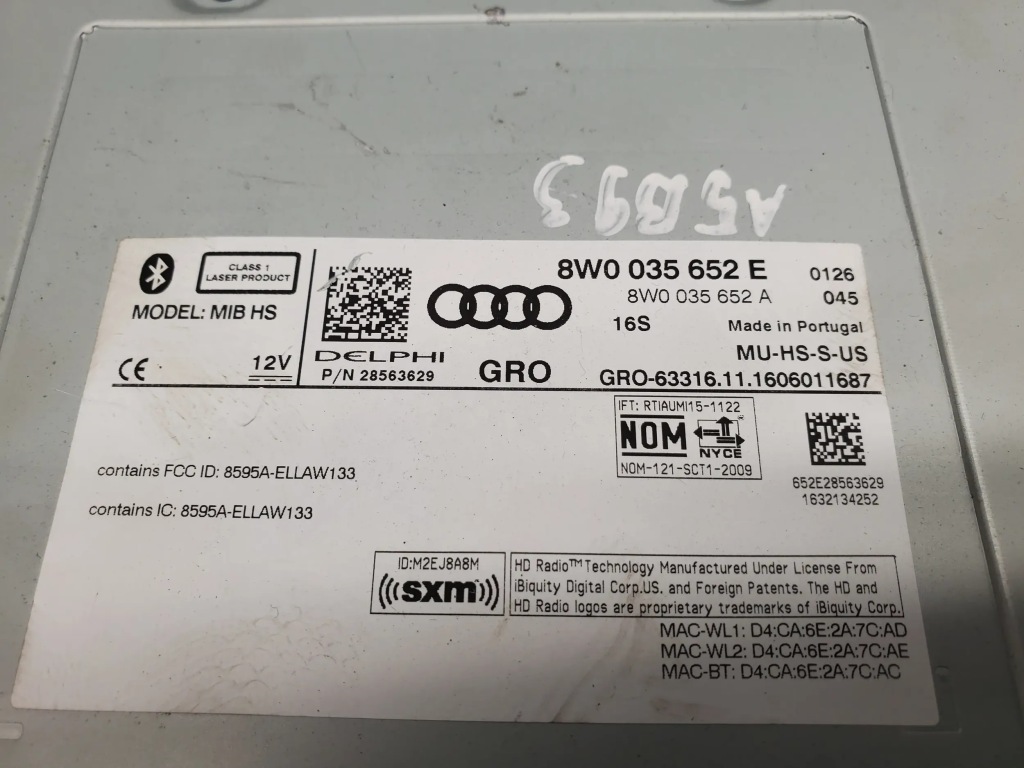 A5B93
CLASS 1
LASER PRODUCT
MODEL: MIB HS
CE
12V
DELPHI
P/N 28563629
8W0 035 652 E
0126
8W0 035 652 A
045
16S
Made in Portugal
MU-HS-S-US
GRO
GRO-63316.11.1606011687
IFT: RTIAUMI15-1122
NOM
NYCE
NOM-121-SCT1-2009
652E28563629
1632134252
contains FCC ID: 8595A-ELLAW133
contains IC: 8595A-ELLAW133
ID:M2EJ8A8M
sxm
HD Radio™ Technology Manufactured Under License From
iBiquity Digital Corp.US. and Foreign Patents. The HD and
HD Radio logos are proprietary trademarks of iBiquity Corp.
MAC-WL1: D4:CA:6E:2A:7C:AD
MAC-WL2: D4:CA:6E:2A:7C:AE
MAC-BT: D4:CA:6E:2A:7C:AC